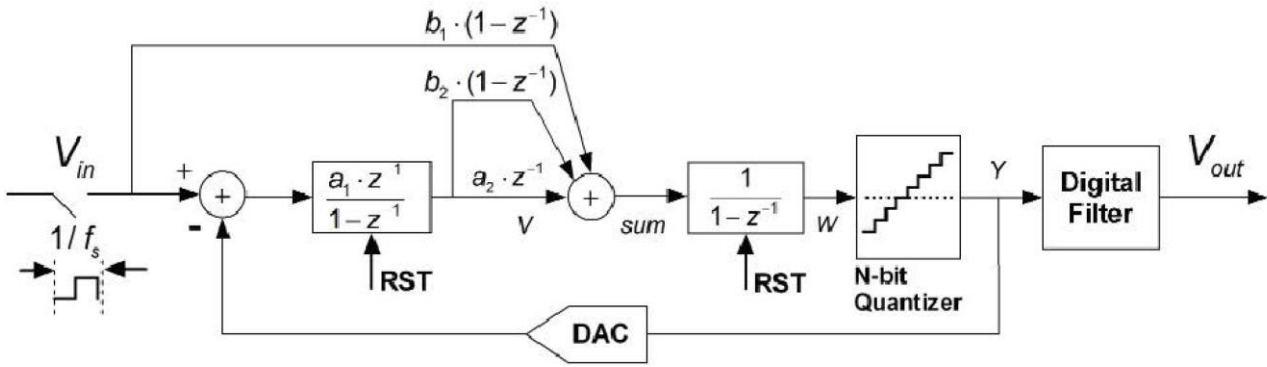 b₁·(1−z⁻¹)
b₂·(1−z⁻¹)
V_in
+
+
a₁·z ¹
1−z ¹
a₂·z⁻¹
V
+
sum
1
1−z⁻¹
W
Y
Digital
Filter
V_out
-
1/f_s
RST
RST
N-bit
Quantizer
DAC